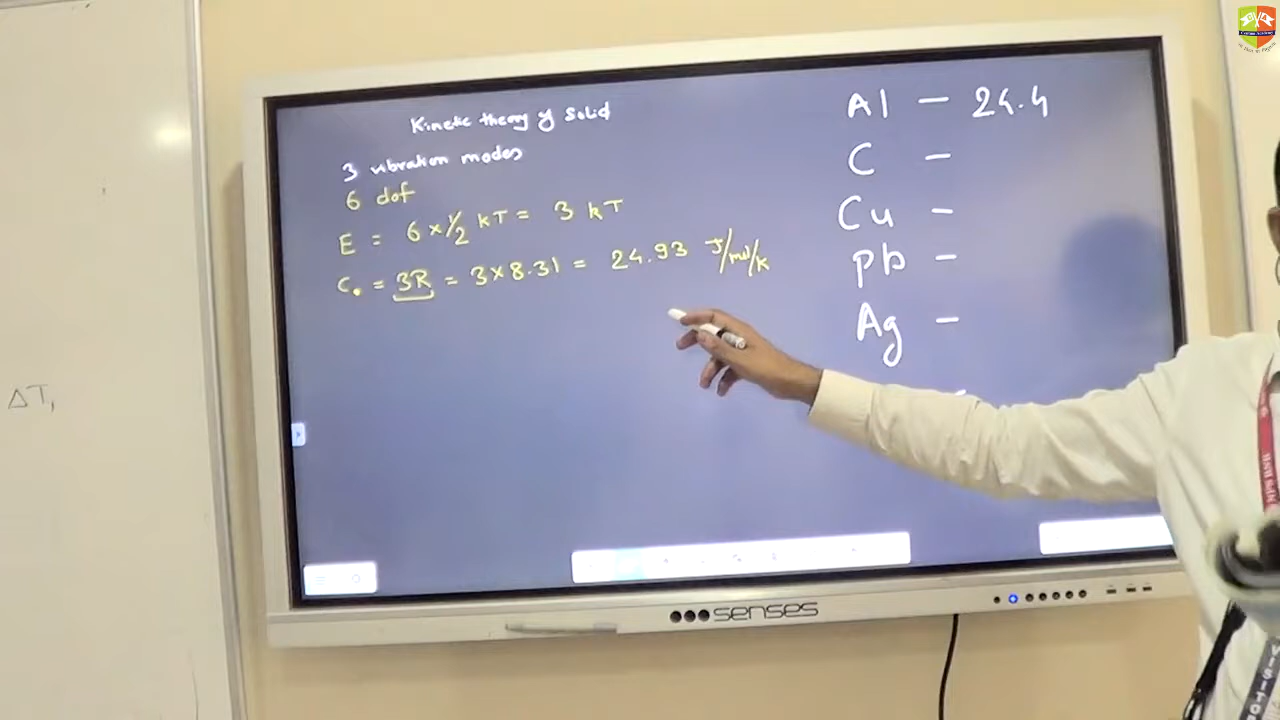 Kinetic theory of Solid
3 vibration modes
6 dof
E = 6 × 1/2 kT = 3 kT
C. = 3R = 3×8.31 = 24.93 J/mol/K
Al – 24.4
C –
Cu –
Pb –
Ag –
ΔT,
senses